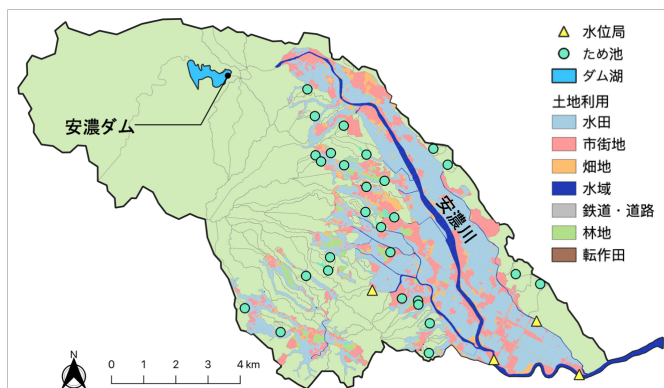 水位局
ため池
ダム湖
土地利用
水田
市街地
畑地
水域
鉄道・道路
林地
転作田
安濃ダム
安濃川
N
0 1 2 3 4 km